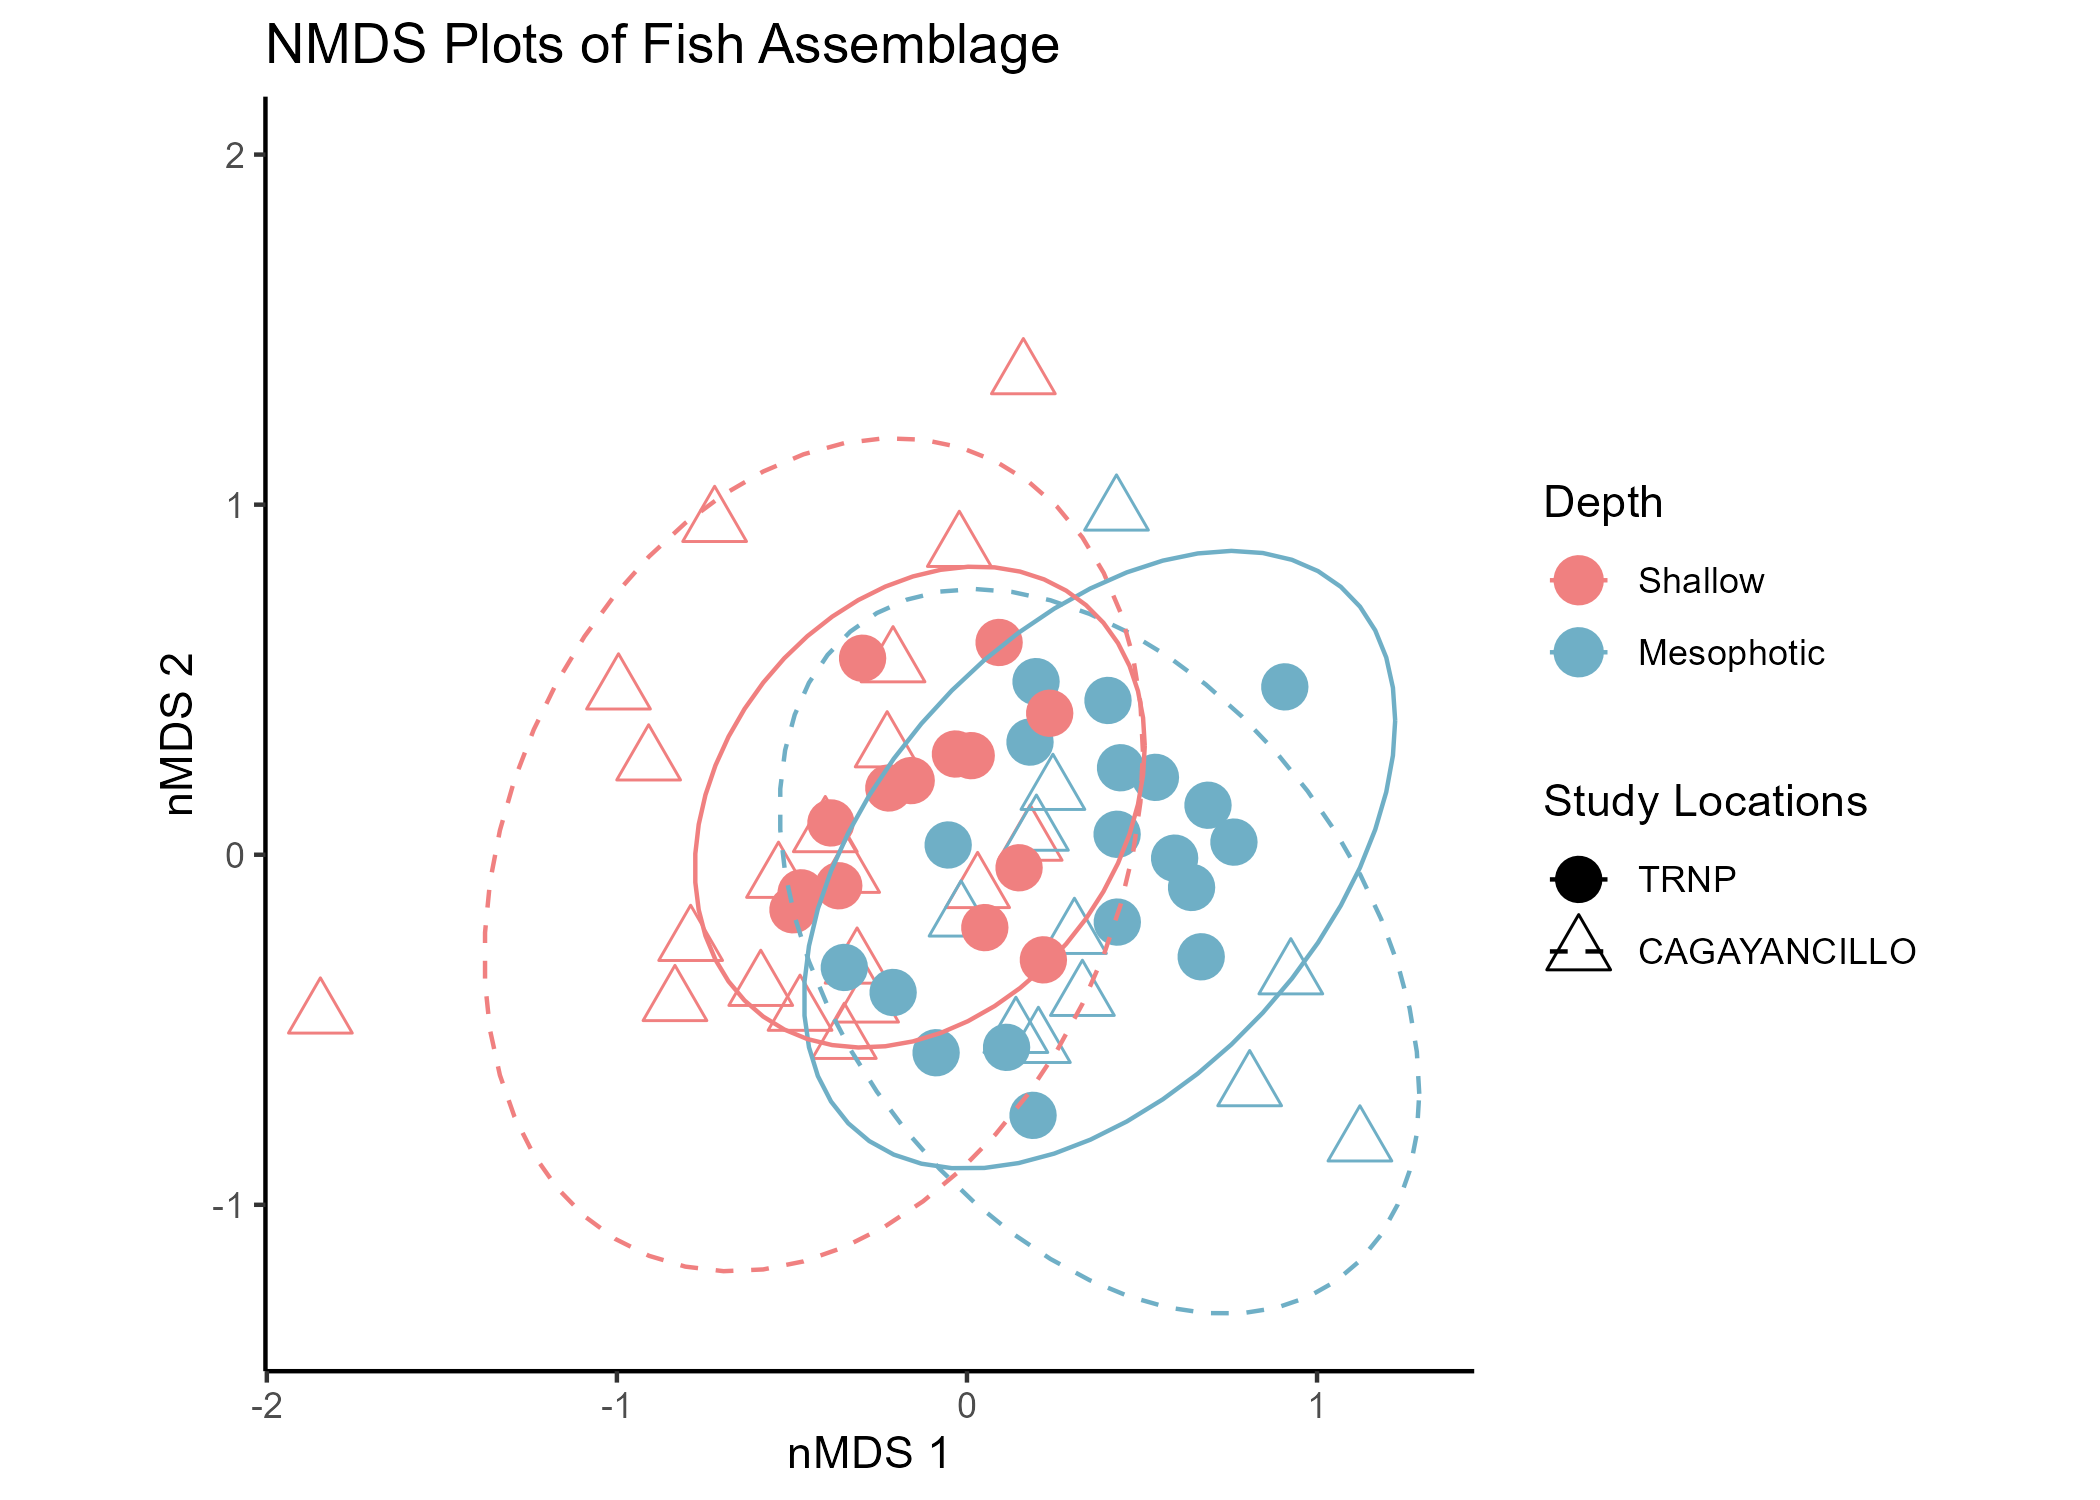 NMDS Plots of Fish Assemblage
2
1
0
-1
nMDS 2
-2
-1
0
1
nMDS 1
Depth
Shallow
Mesophotic
Study Locations
TRNP
CAGAYANCILLO